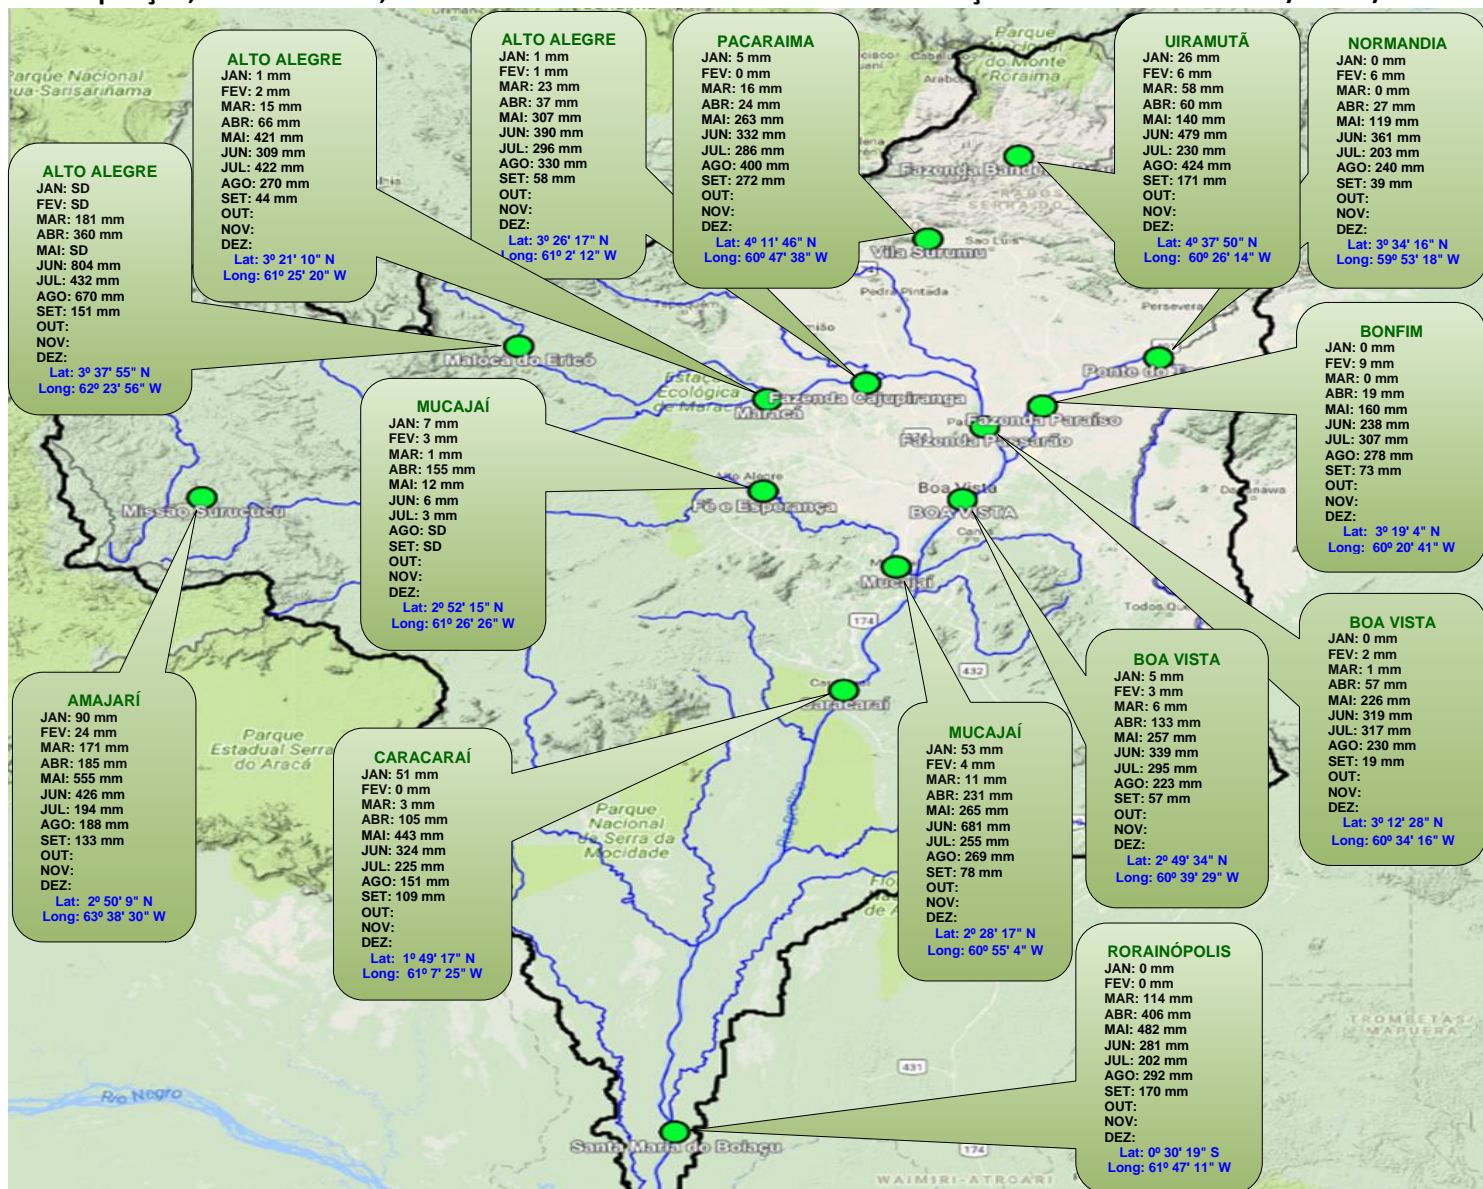 ALTO ALEGRE
JAN: SD
FEV: SD
MAR: 181 mm
ABR: 360 mm
MAI: SD
JUN: 804 mm
JUL: 432 mm
AGO: 670 mm
SET: 151 mm
OUT:
NOV:
DEZ:
Lat: 3º 37' 55" N
Long: 62º 23' 56" W
ALTO ALEGRE
JAN: 1 mm
FEV: 2 mm
MAR: 15 mm
ABR: 66 mm
MAI: 421 mm
JUN: 309 mm
JUL: 422 mm
AGO: 270 mm
SET: 44 mm
OUT:
NOV:
DEZ:
Lat: 3º 21' 10" N
Long: 61º 25' 20" W
ALTO ALEGRE
JAN: 1 mm
FEV: 1 mm
MAR: 23 mm
ABR: 37 mm
MAI: 307 mm
JUN: 390 mm
JUL: 296 mm
AGO: 330 mm
SET: 58 mm
OUT:
NOV:
DEZ:
Lat: 3º 26' 17" N
Long: 61º 2' 12" W
PACARAIMA
JAN: 5 mm
FEV: 0 mm
MAR: 16 mm
ABR: 24 mm
MAI: 263 mm
JUN: 332 mm
JUL: 286 mm
AGO: 400 mm
SET: 272 mm
OUT:
NOV:
DEZ:
Lat: 4º 11' 46" N
Long: 60º 47' 38" W
UIRAMUTÃ
JAN: 26 mm
FEV: 6 mm
MAR: 58 mm
ABR: 60 mm
MAI: 140 mm
JUN: 479 mm
JUL: 230 mm
AGO: 424 mm
SET: 171 mm
OUT:
NOV:
DEZ:
Lat: 4º 37' 50" N
Long: 60º 26' 14" W
NORMANDIA
JAN: 0 mm
FEV: 6 mm
MAR: 0 mm
ABR: 27 mm
MAI: 119 mm
JUN: 361 mm
JUL: 203 mm
AGO: 240 mm
SET: 39 mm
OUT:
NOV:
DEZ:
Lat: 3º 34' 16" N
Long: 59º 53' 18" W
BONFIM
JAN: 0 mm
FEV: 9 mm
MAR: 0 mm
ABR: 19 mm
MAI: 160 mm
JUN: 238 mm
JUL: 307 mm
AGO: 278 mm
SET: 73 mm
OUT:
NOV:
DEZ:
Lat: 3º 19' 4" N
Long: 60º 20' 41" W
MUCAJAÍ
JAN: 7 mm
FEV: 3 mm
MAR: 1 mm
ABR: 155 mm
MAI: 12 mm
JUN: 6 mm
JUL: 3 mm
AGO: SD
SET: SD
OUT:
NOV:
DEZ:
Lat: 2º 52' 15" N
Long: 61º 26' 26" W
BOA VISTA
JAN: 0 mm
FEV: 2 mm
MAR: 1 mm
ABR: 57 mm
MAI: 226 mm
JUN: 319 mm
JUL: 317 mm
AGO: 230 mm
SET: 19 mm
OUT:
NOV:
DEZ:
Lat: 3º 12' 28" N
Long: 60º 34' 16" W
BOA VISTA
JAN: 5 mm
FEV: 3 mm
MAR: 6 mm
ABR: 133 mm
MAI: 257 mm
JUN: 339 mm
JUL: 295 mm
AGO: 223 mm
SET: 57 mm
OUT:
NOV:
DEZ:
Lat: 2º 49' 34" N
Long: 60º 39' 29" W
AMAJARÍ
JAN: 90 mm
FEV: 24 mm
MAR: 171 mm
ABR: 185 mm
MAI: 555 mm
JUN: 426 mm
JUL: 194 mm
AGO: 188 mm
SET: 133 mm
OUT:
NOV:
DEZ:
Lat: 2º 50' 9" N
Long: 63º 38' 30" W
CARACARAÍ
JAN: 51 mm
FEV: 0 mm
MAR: 3 mm
ABR: 105 mm
MAI: 443 mm
JUN: 324 mm
JUL: 225 mm
AGO: 151 mm
SET: 109 mm
OUT:
NOV:
DEZ:
Lat: 1º 49' 17" N
Long: 61º 7' 25" W
MUCAJAÍ
JAN: 53 mm
FEV: 4 mm
MAR: 11 mm
ABR: 231 mm
MAI: 265 mm
JUN: 681 mm
JUL: 255 mm
AGO: 269 mm
SET: 78 mm
OUT:
NOV:
DEZ:
Lat: 2º 28' 17" N
Long: 60º 55' 4" W
RORAINÓPOLIS
JAN: 0 mm
FEV: 0 mm
MAR: 114 mm
ABR: 406 mm
MAI: 482 mm
JUN: 281 mm
JUL: 202 mm
AGO: 292 mm
SET: 170 mm
OUT:
NOV:
DEZ:
Lat: 0º 30' 19" S
Long: 61º 47' 11" W
Parque
do Monte
Roraima
Fazenda
Vila Surumu
São Luís
Pedra Pintada
Maloca do Ericó
Ecológica
Maracá
Fazenda Cajupiranga
Ponte do
Fazenda Paraíso
Fazenda Passarão
Missão Surucucu
Alto Alegre
Fé e Esperança
Boa Vista
BOA VISTA
Mucajaí
174
432
Caracaraí
Parque
Estadual Serra
do Aracá
Parque
Nacional
da Serra da
Mocidade
Rio Branco
Rio Negro
431
174
Santa Maria do Boiaçu
TROMBETAS/
MAPUERA
WAIMIRI-ATROARI